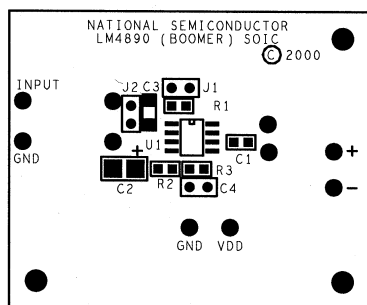 NATIONAL SEMICONDUCTOR
LM4890 (BOOMER) SOIC
© 2000
INPUT
J2 C3 J1
R1
GND
U1
+
C1
+
C2
R2 R3
C4
−
GND VDD